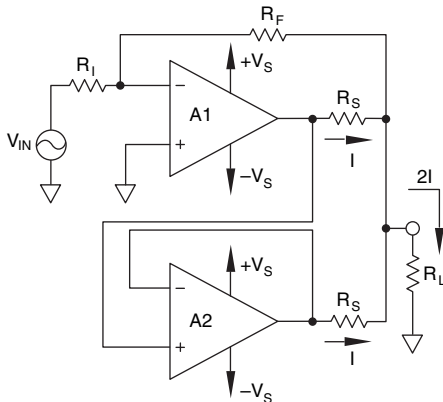 R_F
R_I
+V_S
−
A1
R_S
+
V_IN
−V_S
I
2I
+V_S
−
R_L
A2
R_S
+
I
−V_S